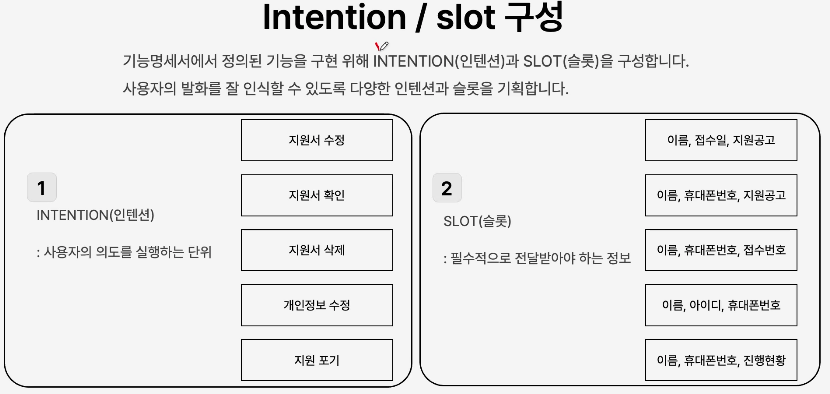 Intention / slot 구성
기능명세서에서 정의된 기능을 구현 위해 INTENTION(인텐션)과 SLOT(슬롯)을 구성합니다.
사용자의 발화를 잘 인식할 수 있도록 다양한 인텐션과 슬롯을 기획합니다.
1
INTENTION(인텐션)
: 사용자의 의도를 실행하는 단위
지원서 수정
지원서 확인
지원서 삭제
개인정보 수정
지원 포기
2
SLOT(슬롯)
: 필수적으로 전달받아야 하는 정보
이름, 접수일, 지원공고
이름, 휴대폰번호, 지원공고
이름, 휴대폰번호, 접수번호
이름, 아이디, 휴대폰번호
이름, 휴대폰번호, 진행현황